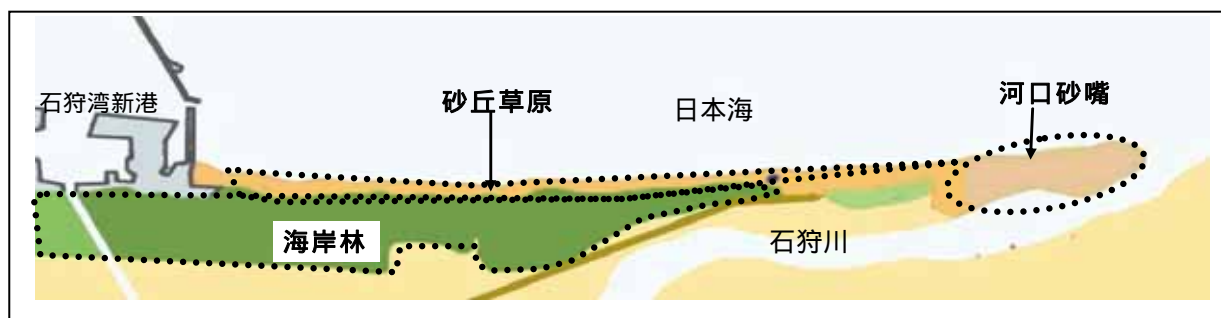 石狩湾新港
砂丘草原
日本海
河口砂嘴
海岸林
石狩川